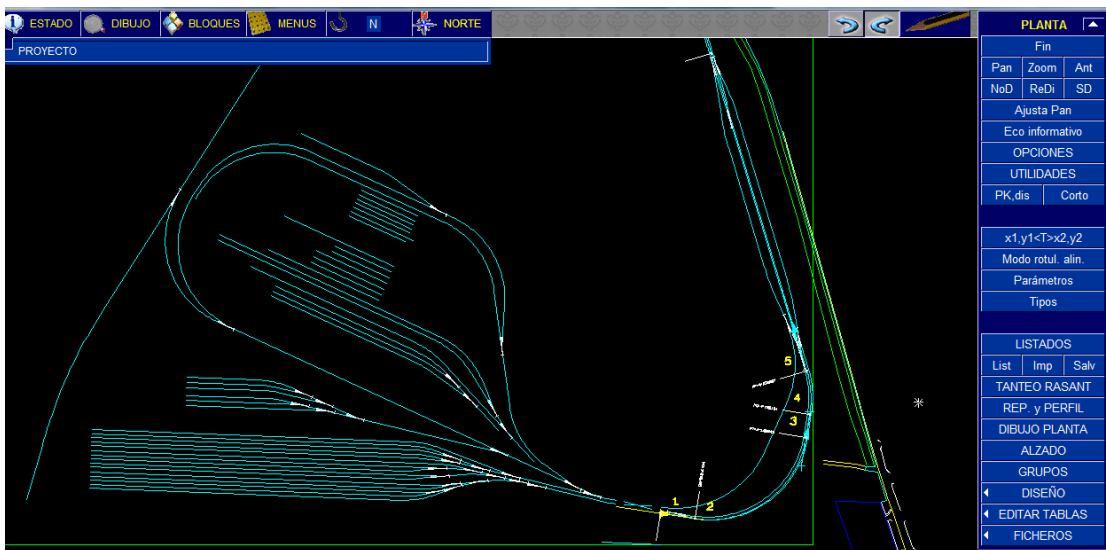 ESTADO DIBUJO BLOQUES MENUS N NORTE
PROYECTO
PLANTA
Fin
Pan Zoom Ant
NoD ReDi SD
Ajusta Pan
Eco informativo
OPCIONES
UTILIDADES
PK,dis Corto
x1,y1<T>x2,y2
Modo rotul. alin.
Parámetros
Tipos
LISTADOS
List Imp Salv
TANTEO RASANT
REP. y PERFIL
DIBUJO PLANTA
ALZADO
GRUPOS
DISEÑO
EDITAR TABLAS
FICHEROS
5
4
3
1 2